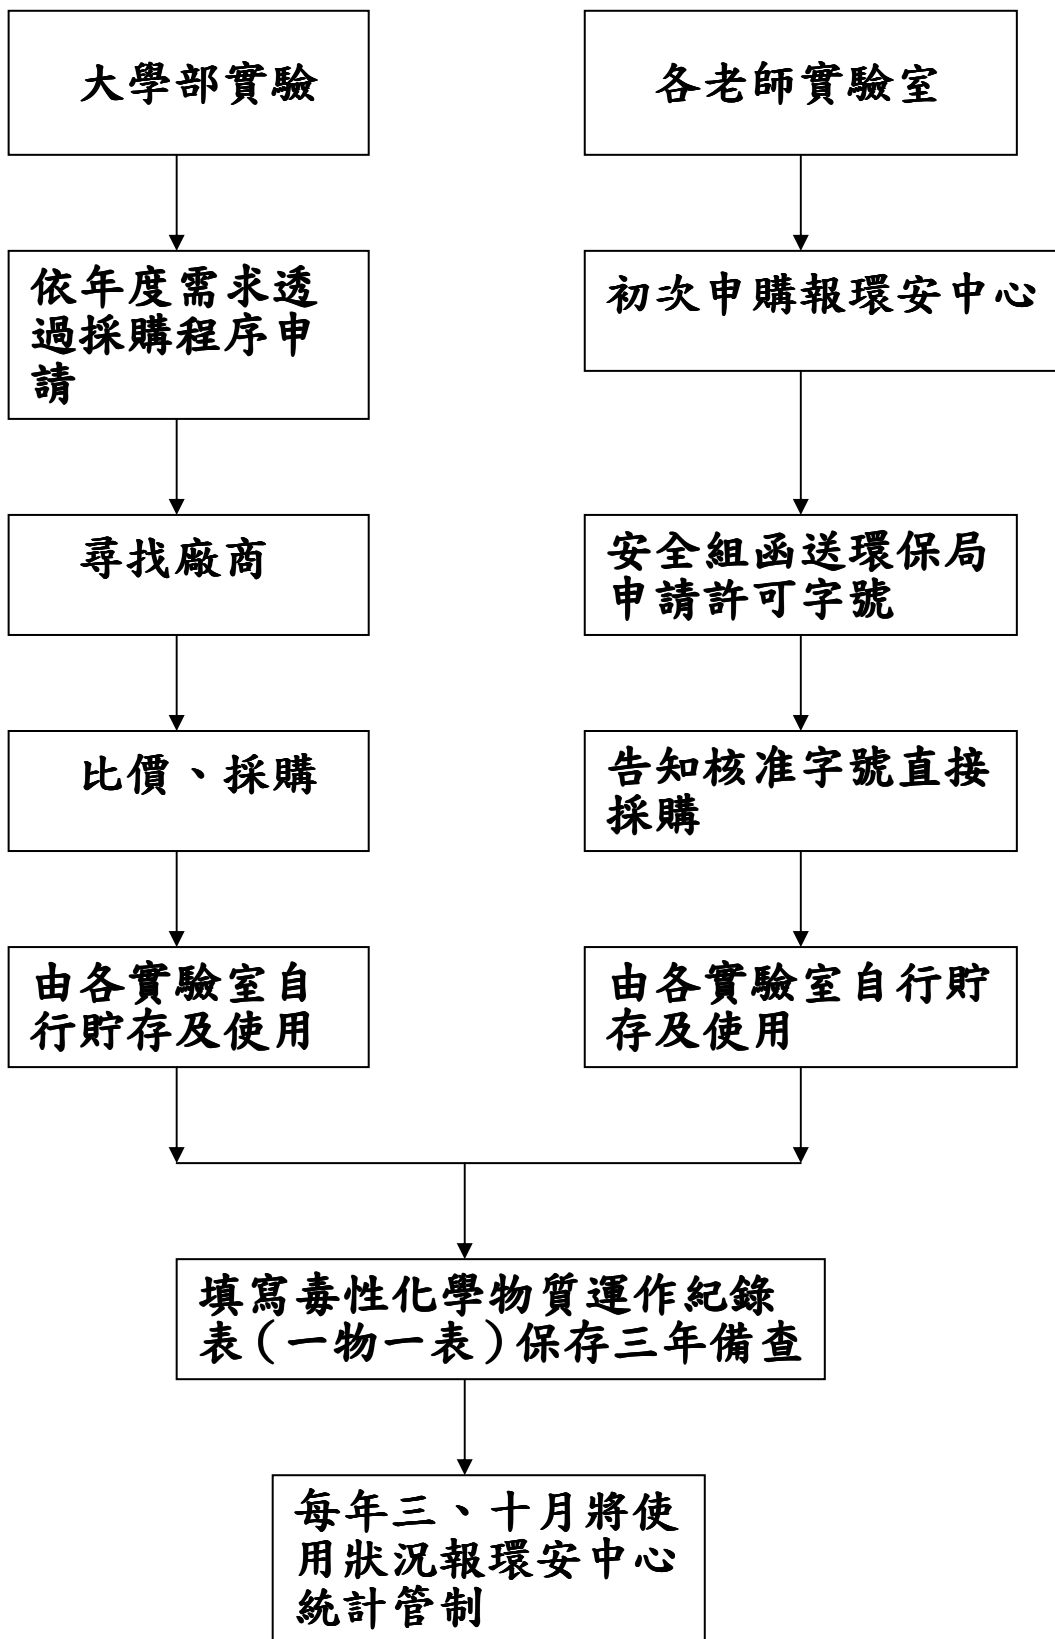 大學部實驗
各老師實驗室
依年度需求透
過採購程序申
請
初次申購報環安中心
尋找廠商
安全組函送環保局
申請許可字號
比價、採購
告知核准字號直接
採購
由各實驗室自
行貯存及使用
由各實驗室自行貯
存及使用
填寫毒性化學物質運作紀錄
表（一物一表）保存三年備查
每年三、十月將使
用狀況報環安中心
統計管制